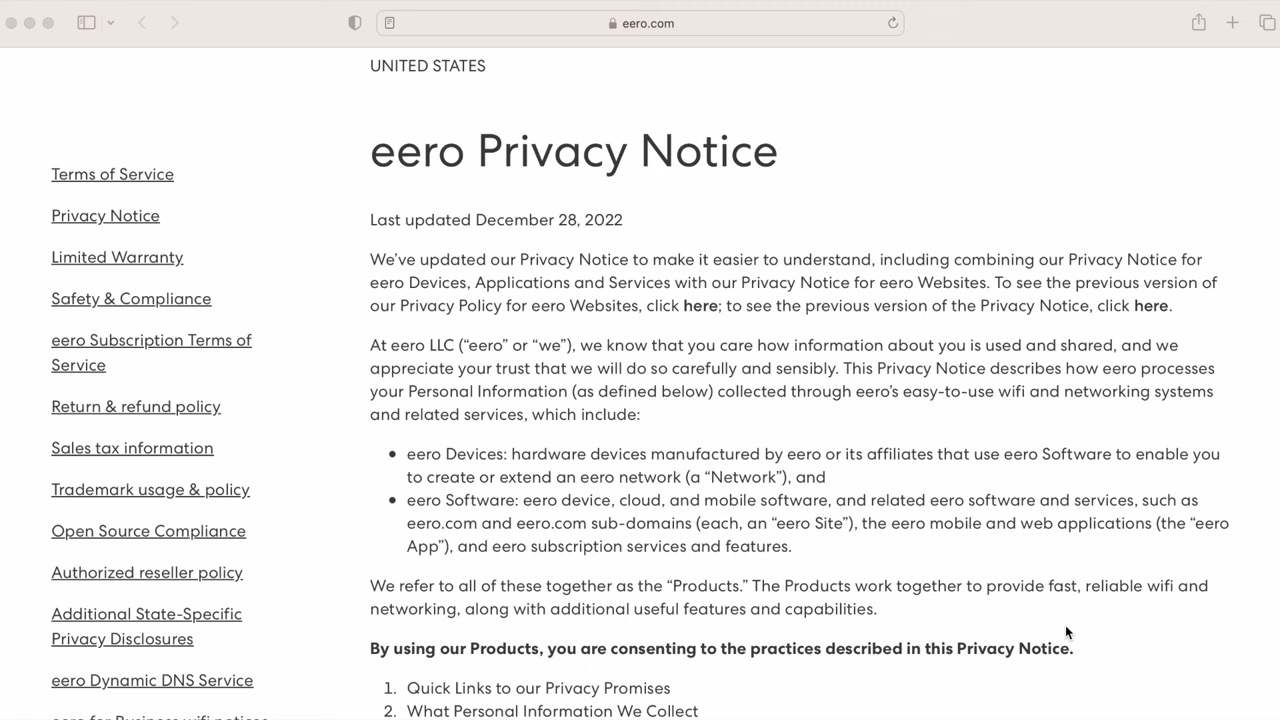 eero.com
UNITED STATES
eero Privacy Notice
Terms of Service
Privacy Notice
Limited Warranty
Safety & Compliance
eero Subscription Terms of
Service
Return & refund policy
Sales tax information
Trademark usage & policy
Open Source Compliance
Authorized reseller policy
Additional State-Specific
Privacy Disclosures
eero Dynamic DNS Service
eero for Business wifi notices
Last updated December 28, 2022
We’ve updated our Privacy Notice to make it easier to understand, including combining our Privacy Notice for
eero Devices, Applications and Services with our Privacy Notice for eero Websites. To see the previous version of
our Privacy Policy for eero Websites, click here; to see the previous version of the Privacy Notice, click here.
At eero LLC (“eero” or “we”), we know that you care how information about you is used and shared, and we
appreciate your trust that we will do so carefully and sensibly. This Privacy Notice describes how eero processes
your Personal Information (as defined below) collected through eero’s easy-to-use wifi and networking systems
and related services, which include:
• eero Devices: hardware devices manufactured by eero or its affiliates that use eero Software to enable you
to create or extend an eero network (a “Network”), and
• eero Software: eero device, cloud, and mobile software, and related eero software and services, such as
eero.com and eero.com sub-domains (each, an “eero Site”), the eero mobile and web applications (the “eero
App”), and eero subscription services and features.
We refer to all of these together as the “Products.” The Products work together to provide fast, reliable wifi and
networking, along with additional useful features and capabilities.
By using our Products, you are consenting to the practices described in this Privacy Notice.
1. Quick Links to our Privacy Promises
2. What Personal Information We Collect